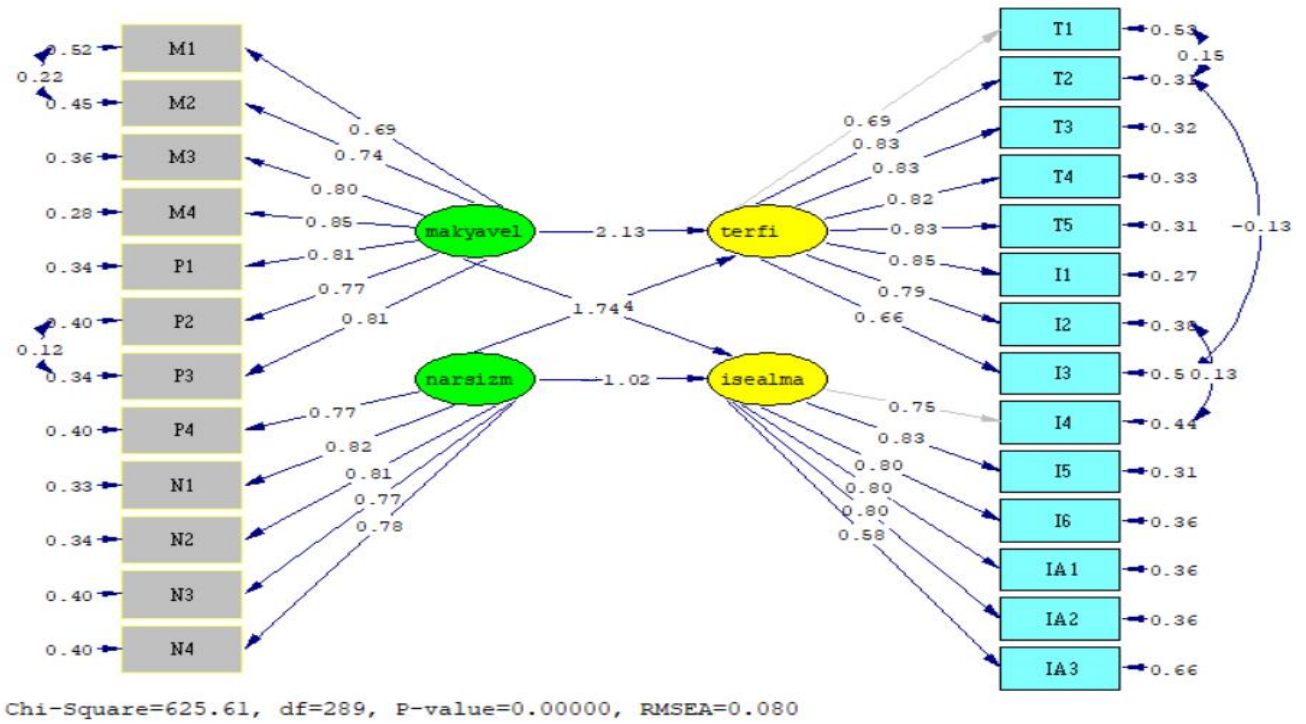 0.52 M1
0.22
0.45 M2
0.36 M3
0.28 M4
0.34 P1
0.40 P2
0.12
0.34 P3
0.40 P4
0.33 N1
0.34 N2
0.40 N3
0.40 N4
0.69
0.74
0.80
0.85
0.81
0.77
0.81
makyavel
narsizm
0.77
0.82
0.81
0.77
0.78
2.13
1.744
-1.02
terfi
isealma
0.69
0.83
0.83
0.82
0.83
0.85
0.79
0.66
0.75
0.83
0.80
0.80
0.80
0.58
T1 0.53
0.15
T2 0.31
T3 0.32
T4 0.33
T5 0.31
-0.13
I1 0.27
I2 0.38
I3 0.5 0.13
I4 0.44
I5 0.31
I6 0.36
IA1 0.36
IA2 0.36
IA3 0.66
Chi-Square=625.61, df=289, P-value=0.00000, RMSEA=0.080